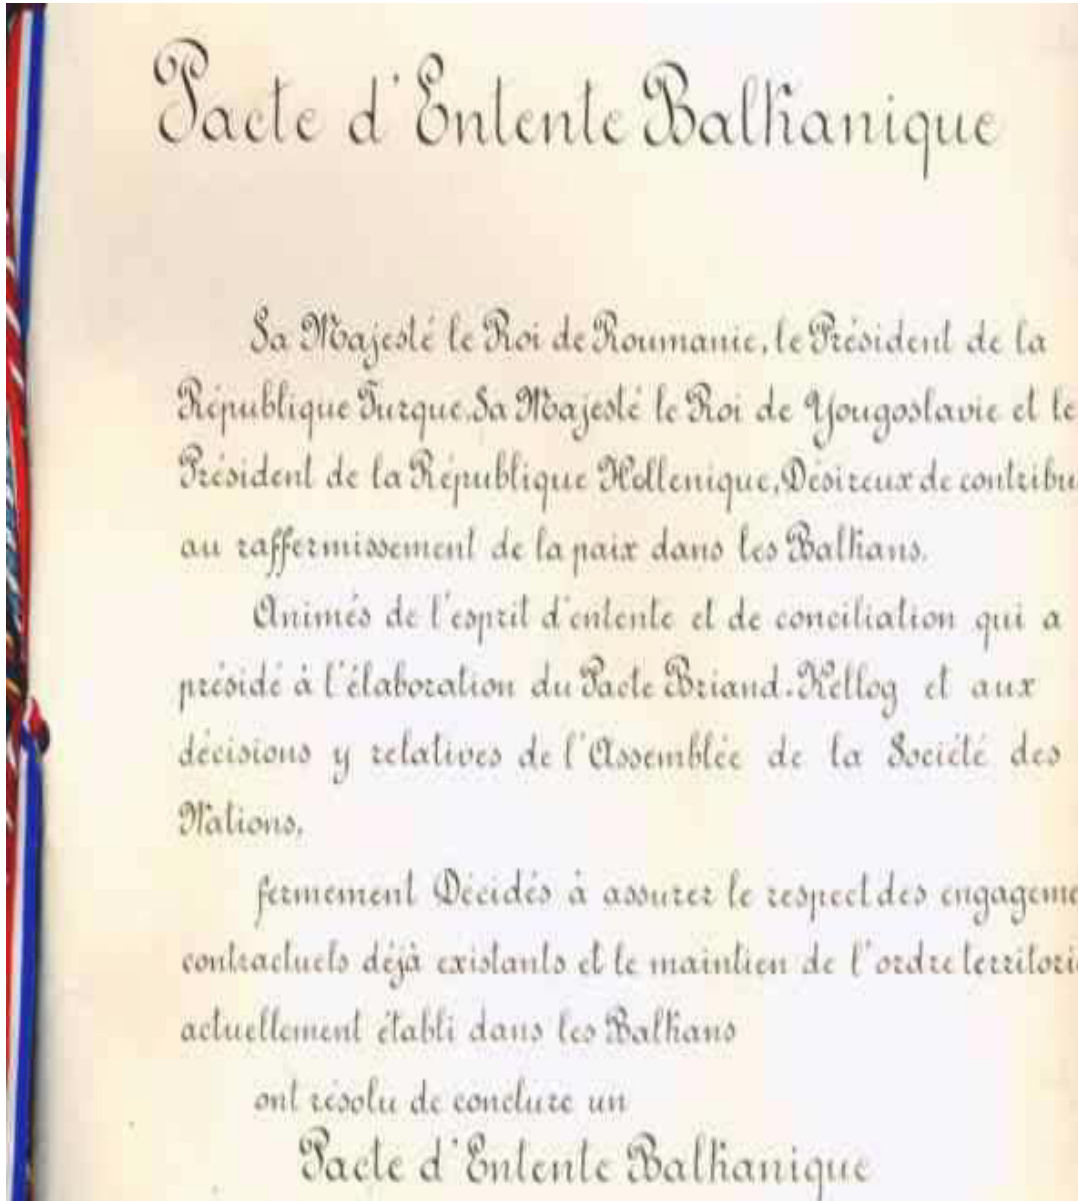 Pacte d'Entente Balkanique
Sa Majesté le Roi de Roumanie, le Président de la
République Turque, Sa Majesté le Roi de Yougoslavie et le
Président de la République Hellenique, Désireux de contribu
au raffermissement de la paix dans les Balkans.
Animés de l'esprit d'entente et de conciliation qui a
présidé à l'élaboration du Pacte Briand-Kellog et aux
décisions y relatives de l'Assemblée de la Société des
Nations,
fermement Décidés à assurer le respect des engageme
contractuels déjà existants et le maintien de l'ordre territori
actuellement établi dans les Balkans
ont résolu de conclure un
Pacte d'Entente Balkanique